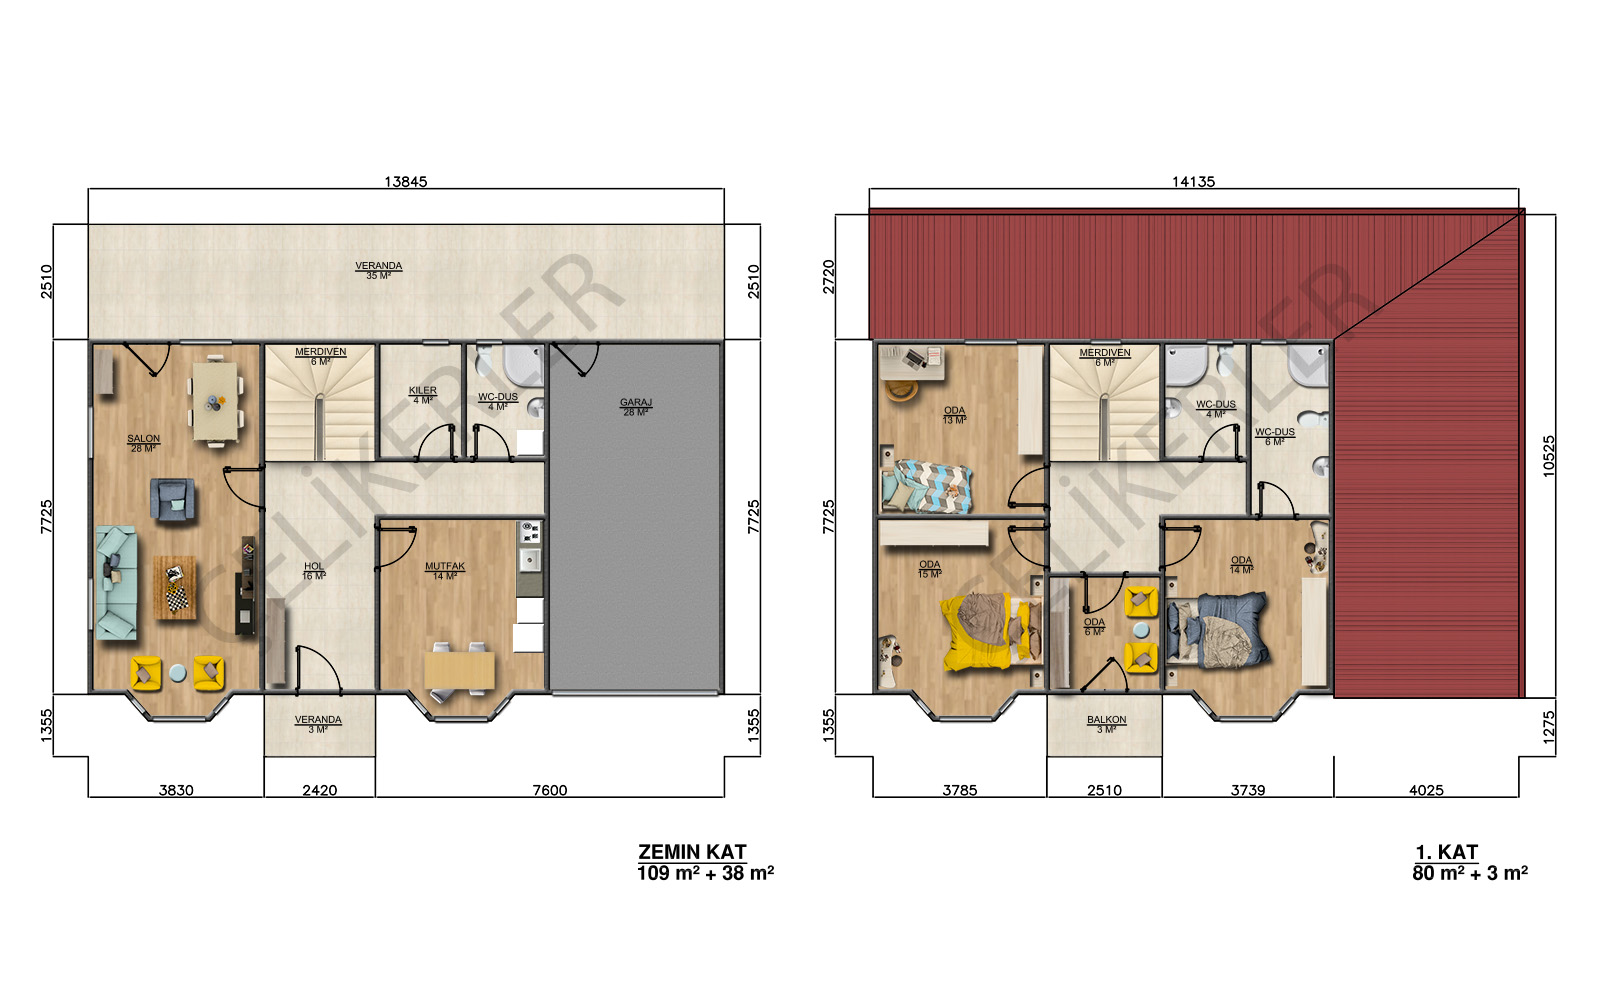 13845
2510
VERANDA
35 M²
2510
MERDIVEN
6 M²
KILER
4 M²
WC-DUS
4 M²
GARAJ
28 M²
SALON
28 M²
7725
7725
HOL
16 M²
MUTFAK
14 M²
VERANDA
3 M²
1355
1355
3830
2420
7600
ÇELİKERLER
ZEMIN KAT
109 m² + 38 m²
14135
2720
10525
MERDIVEN
6 M²
ODA
13 M²
WC-DUS
4 M²
WC-DUS
6 M²
7725
ODA
15 M²
ODA
14 M²
ODA
6 M²
BALKON
3 M²
1355
1275
3785
2510
3739
4025
ÇELİKERLER
1. KAT
80 m² + 3 m²